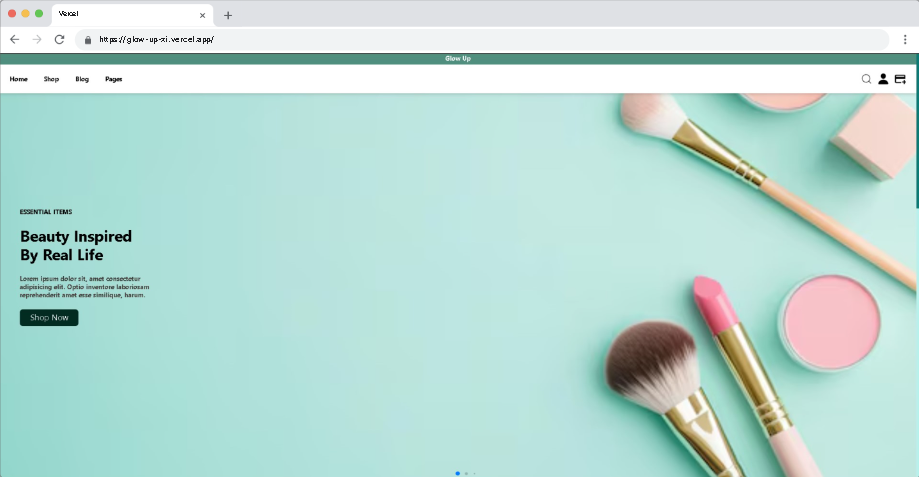 Vercel
https://glow-up-xi.vercel.app/
Glow Up
Home Shop Blog Pages
ESSENTIAL ITEMS
Beauty Inspired
By Real Life
Lorem ipsum dolor sit, amet consectetur
adipisicing elit. Optio inventore laboriosam
reprehenderit amet esse similique, harum.
Shop Now